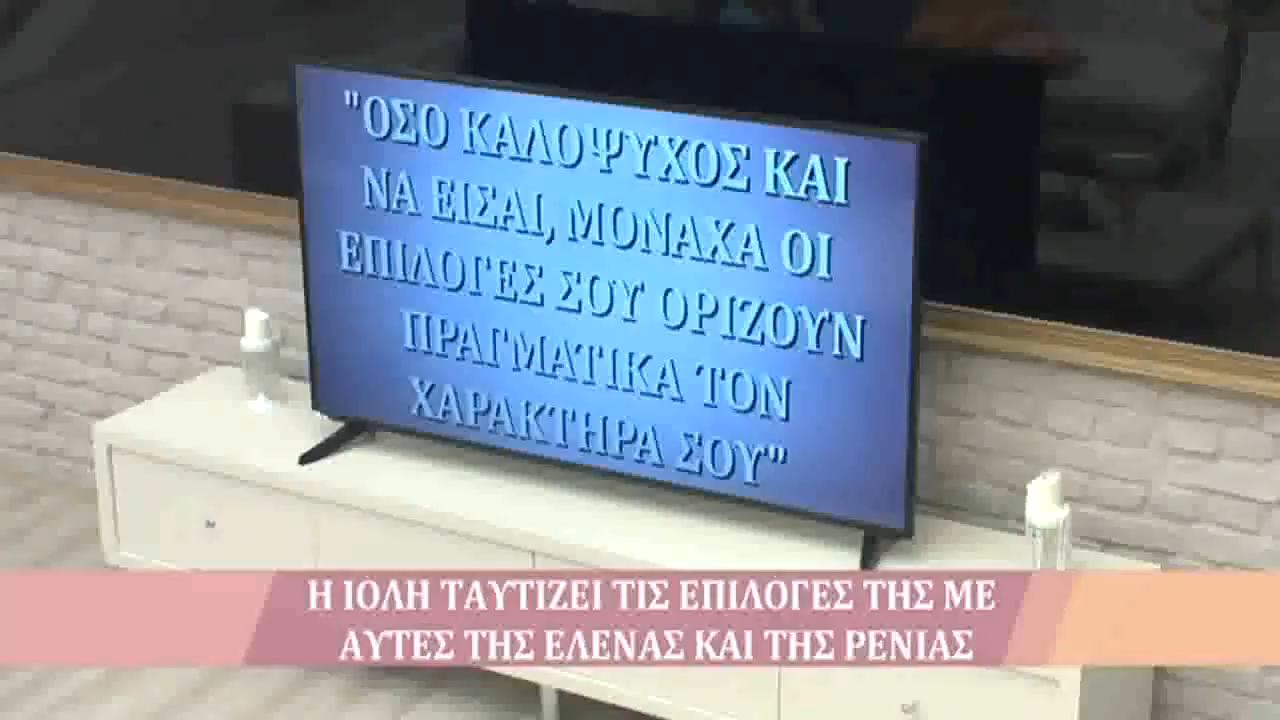 "ΟΣΟ ΚΑΛΟΨΥΧΟΣ ΚΑΙ
ΝΑ ΕΙΣΑΙ, ΜΟΝΑΧΑ ΟΙ
ΕΠΙΛΟΓΕΣ ΣΟΥ ΟΡΙΖΟΥΝ
ΠΡΑΓΜΑΤΙΚΑ ΤΟΝ
ΧΑΡΑΚΤΗΡΑ ΣΟΥ"
Η ΙΟΛΗ ΤΑΥΤΙΖΕΙ ΤΙΣ ΕΠΙΛΟΓΕΣ ΤΗΣ ΜΕ
ΑΥΤΕΣ ΤΗΣ ΕΛΕΝΑΣ ΚΑΙ ΤΗΣ ΡΕΝΙΑΣ